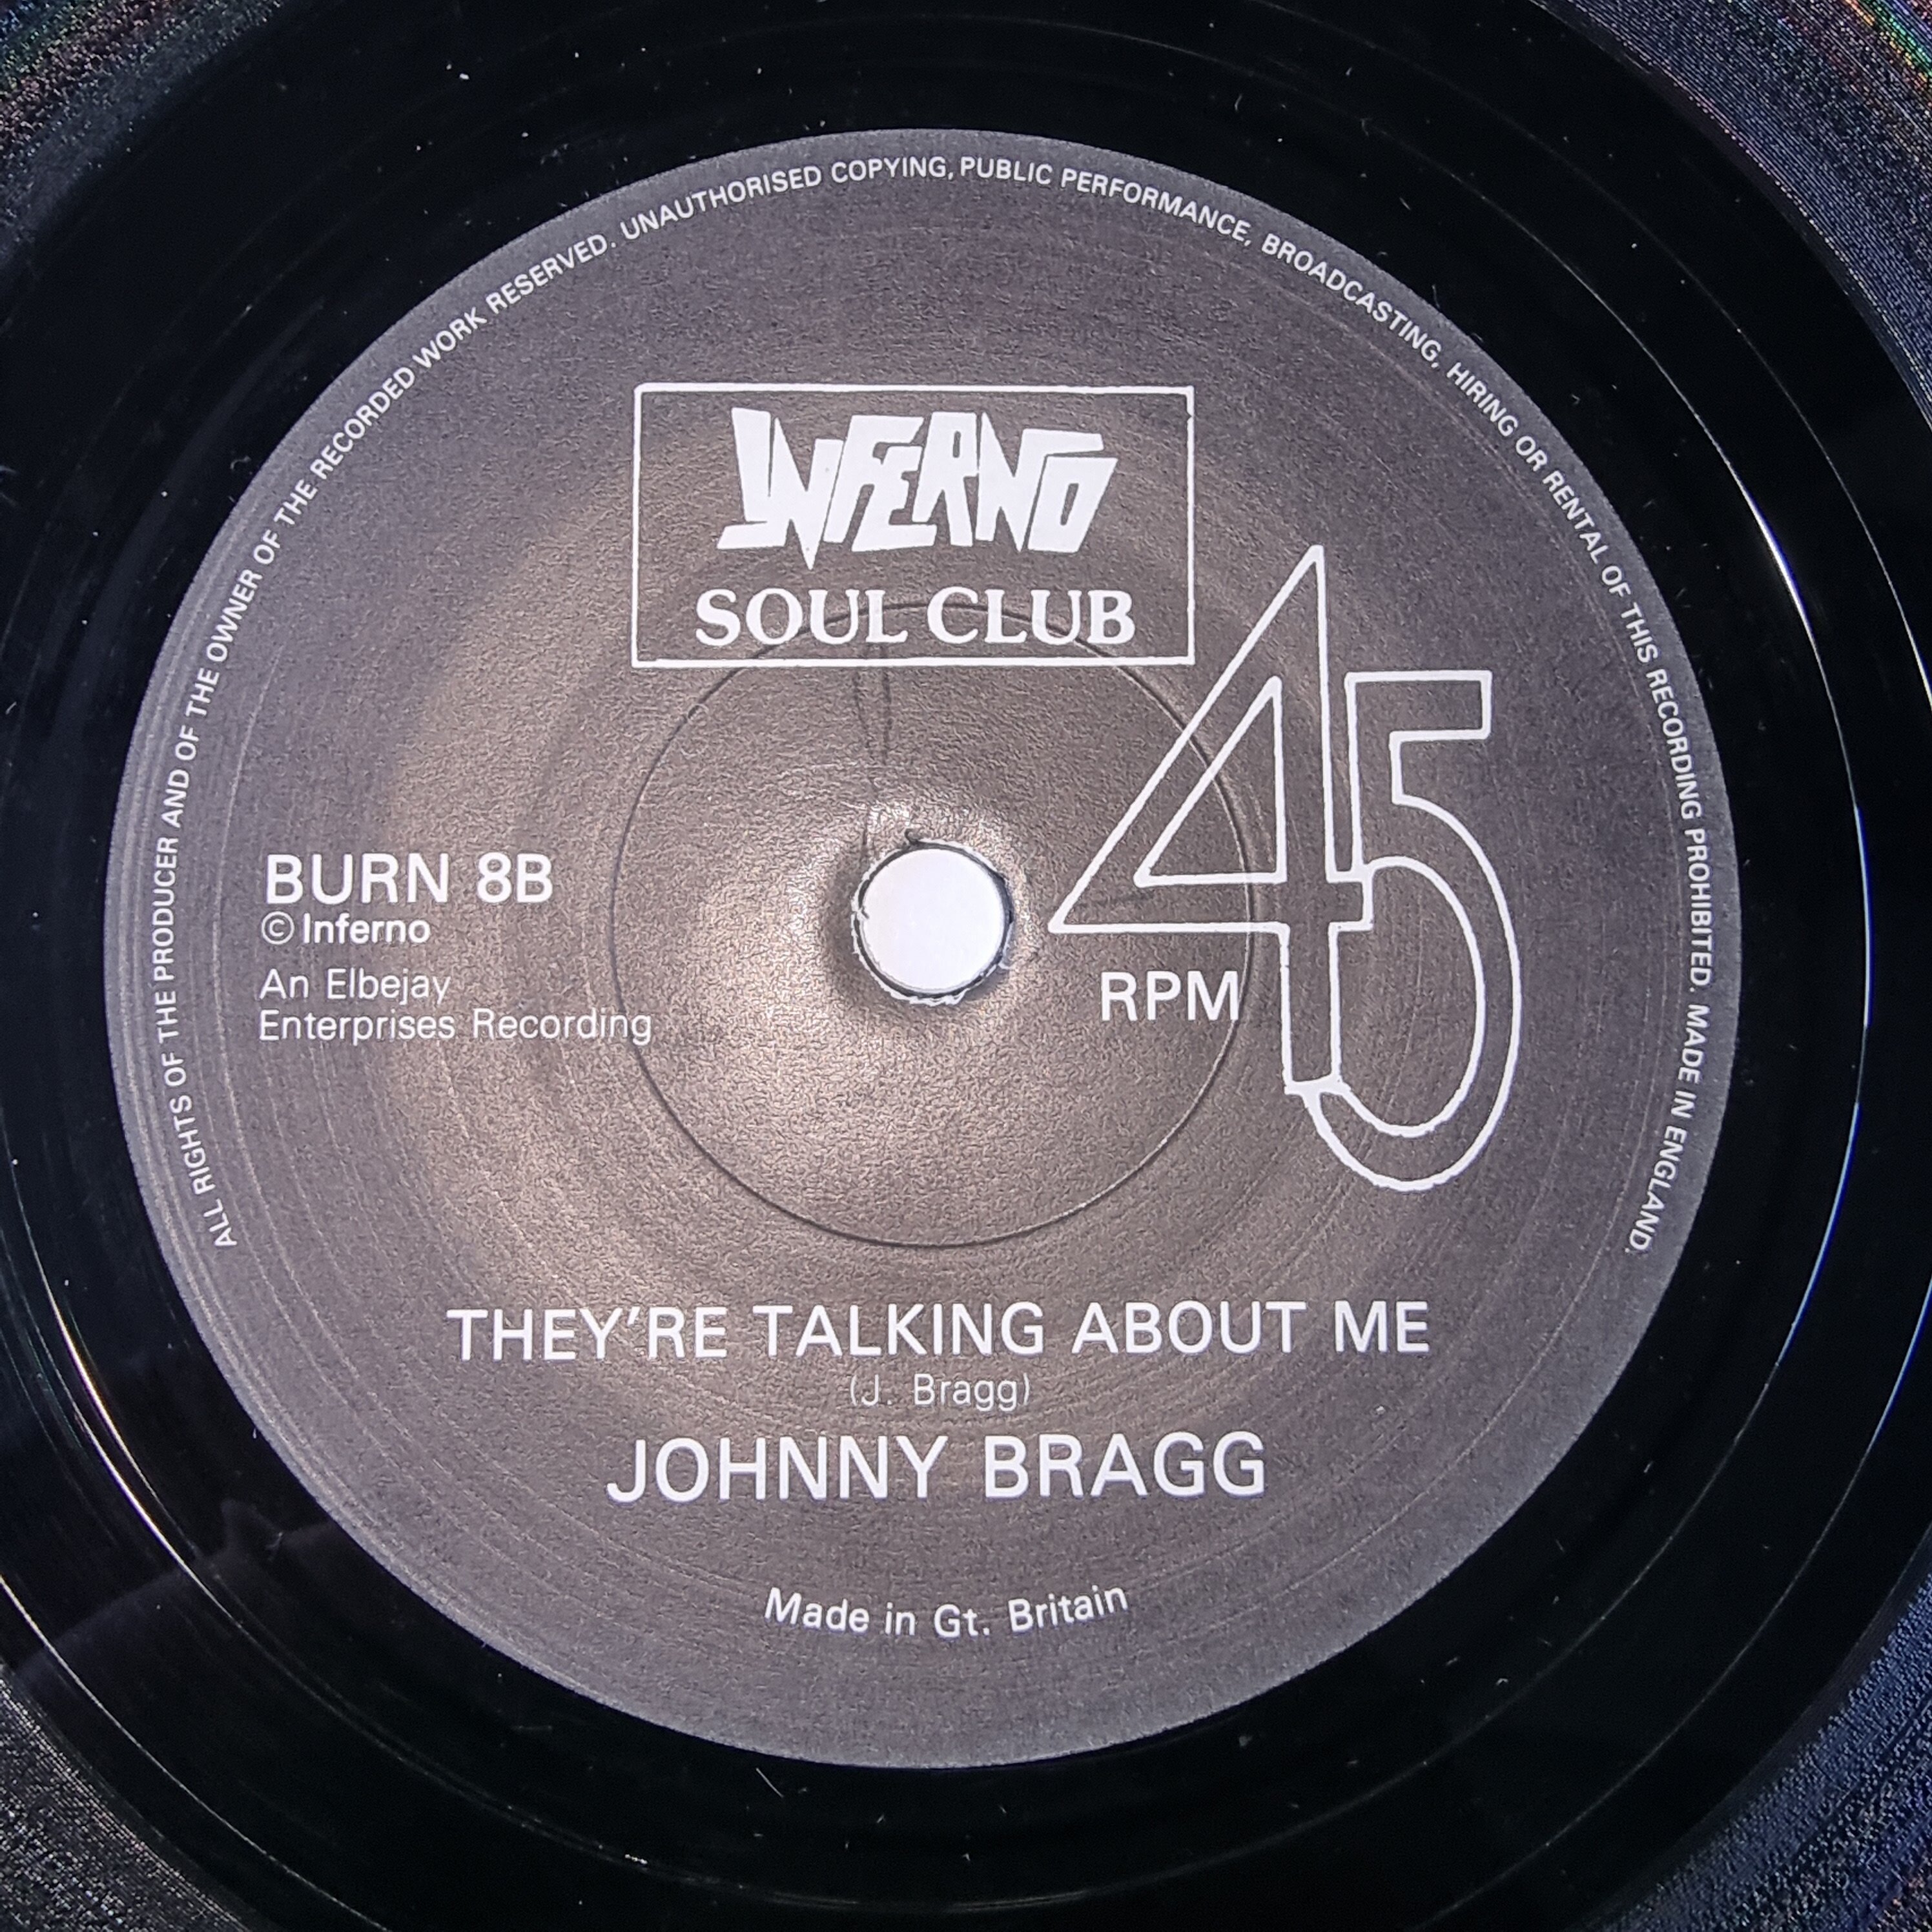 ALL RIGHTS OF THE PRODUCER AND OF THE OWNER OF THE RECORDED WORK RESERVED. UNAUTHORISED COPYING, PUBLIC PERFORMANCE, BROADCASTING, HIRING OR RENTAL OF THIS RECORDING PROHIBITED. MADE IN ENGLAND.
INFERNO
SOUL CLUB
45
RPM
BURN 8B
© Inferno
An Elbejay
Enterprises Recording
THEY'RE TALKING ABOUT ME
(J. Bragg)
JOHNNY BRAGG
Made in Gt. Britain